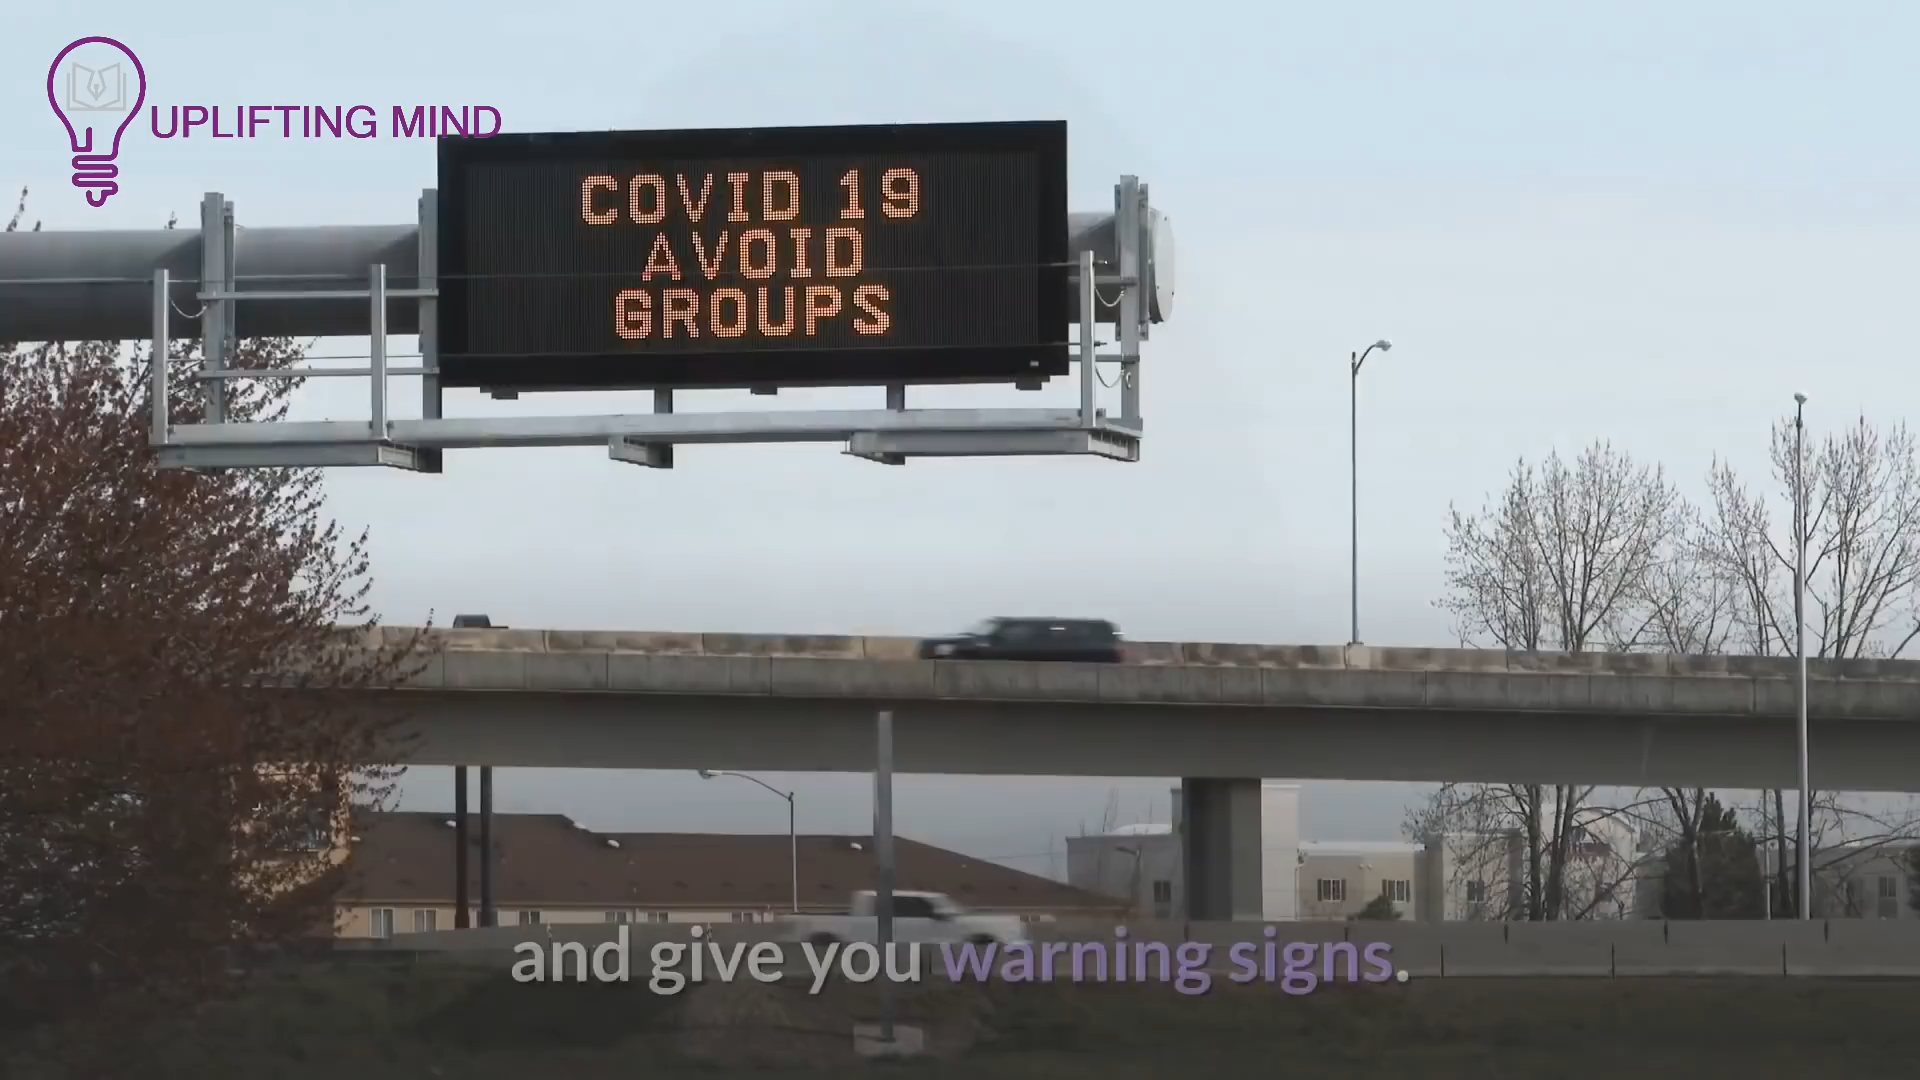 UPLIFTING MIND
COVID 19
AVOID
GROUPS
and give you warning signs.